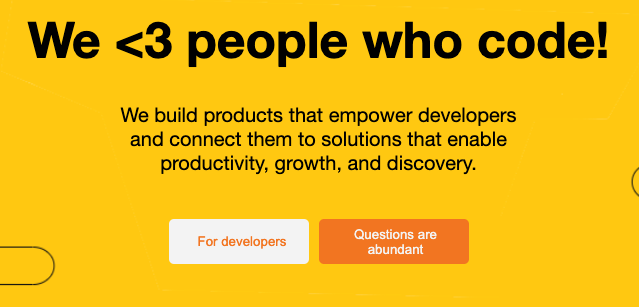 We <3 people who code!
We build products that empower developers
and connect them to solutions that enable
productivity, growth, and discovery.
For developers
Questions are
abundant